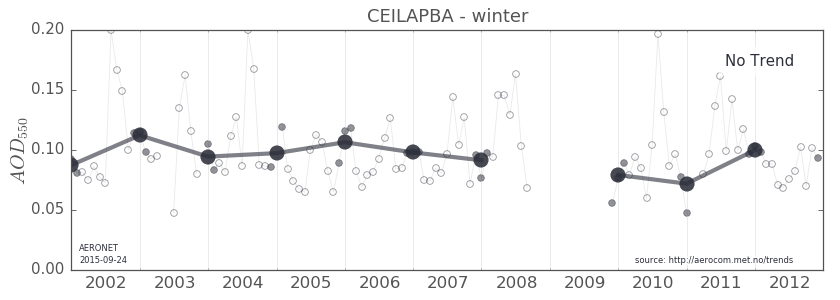 CEILAPBA - winter
0.20
No Trend
0.15
0.10
0.05
0.00
AOD550
AERONET
2015-09-24
source: http://aerocom.met.no/trends
2002 2003 2004 2005 2006 2007 2008 2009 2010 2011 2012